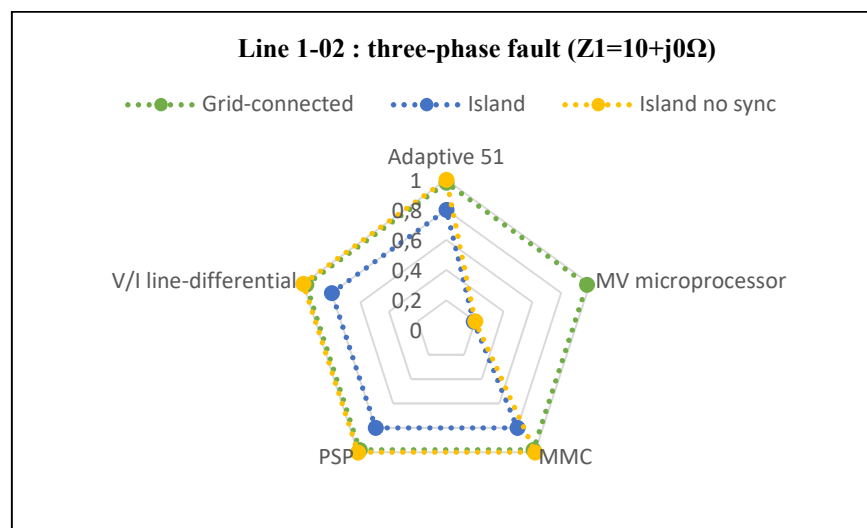 Line 1-02 : three-phase fault (Z1=10+j0Ω)
Grid-connected Island Island no sync
Adaptive 51
1
0,8
0,6
0,4
0,2
0
MV microprocessor
V/I line-differential
PSP
MMC